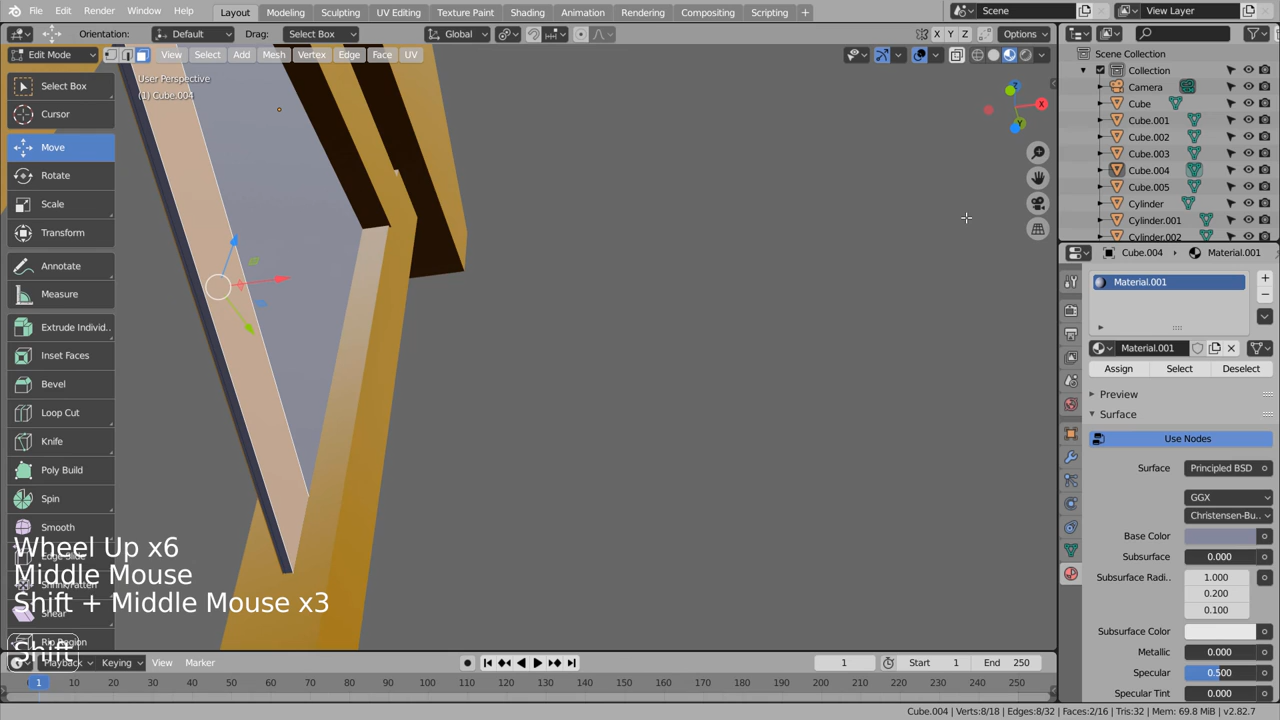 File Edit Render Window Help Layout Modeling Sculpting UV Editing Texture Paint Shading Animation Rendering Compositing Scripting + Scene View Layer
Orientation: Default Drag: Select Box Global X Y Z Options
Edit Mode View Select Add Mesh Vertex Edge Face UV
User Perspective
(1) Cube.004
Select Box
Cursor
Move
Rotate
Scale
Transform
Annotate
Measure
Extrude Individ..
Inset Faces
Bevel
Loop Cut
Knife
Poly Build
Spin
Smooth
Edge Slide
Shrink/Fatten
Shear
Rip Region
Wheel Up x6
Middle Mouse
Shift + Middle Mouse x3
Shift
X
Y
Z
Scene Collection
Collection
Camera
Cube
Cube.001
Cube.002
Cube.003
Cube.004
Cube.005
Cylinder
Cylinder.001
Cylinder.002
Cube.004 Material.001
Material.001
Material.001
Assign Select Deselect
Preview
Surface
Use Nodes
Surface Principled BSD
GGX
Christensen-Bu..
Base Color
Subsurface 0.000
Subsurface Radi.. 1.000
0.200
0.100
Subsurface Color
Metallic 0.000
Specular 0.500
Specular Tint 0.000
Playback Keying View Marker 1 Start 1 End 250
1 10 20 30 40 50 60 70 80 90 100 110 120 130 140 150 160 170 180 190 200 210 220 230 240 250
Cube.004 | Verts:8/18 | Edges:8/32 | Faces:2/16 | Tris:32 | Mem: 69.8 MiB | v2.82.7